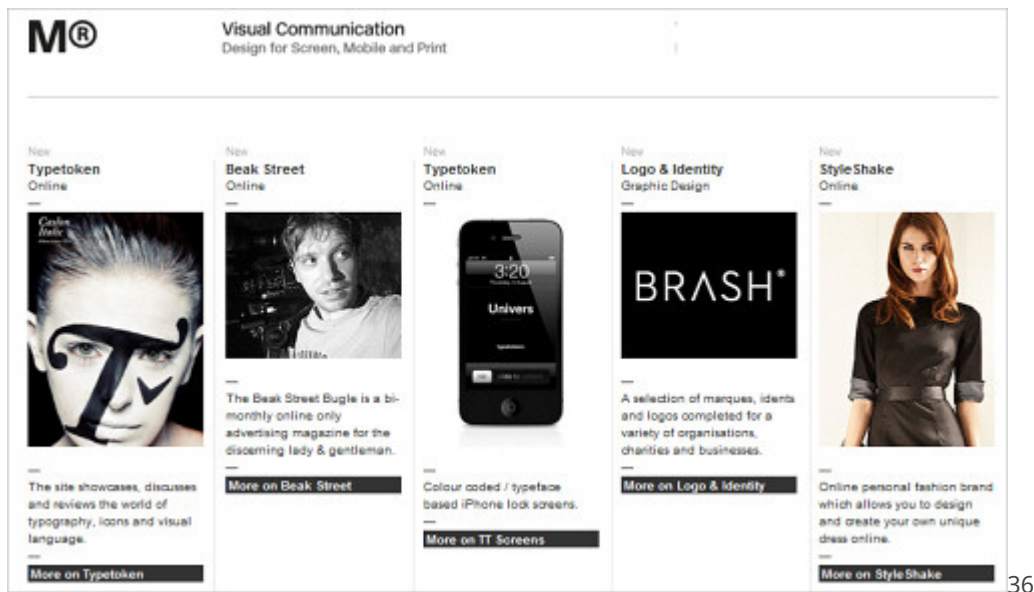 M®
Visual Communication
Design for Screen, Mobile and Print
New
Typetoken
Online
Caslon
Italic
The site showcases, discusses
and reviews the world of
typography, icons and visual
language.
More on Typetoken
New
Beak Street
Online
The Beak Street Bugle is a bi-
monthly online only
advertising magazine for the
discerning lady & gentleman.
More on Beak Street
New
Typetoken
Online
3:20
Univers
typetoken
Colour coded / typeface
based iPhone lock screens.
More on TT Screens
New
Logo & Identity
Graphic Design
BRΛSH®
A selection of marques, idents
and logos completed for a
variety of organisations,
charities and businesses.
More on Logo & Identity
New
StyleShake
Online
Online personal fashion brand
which allows you to design
and create your own unique
dress online.
More on StyleShake
36